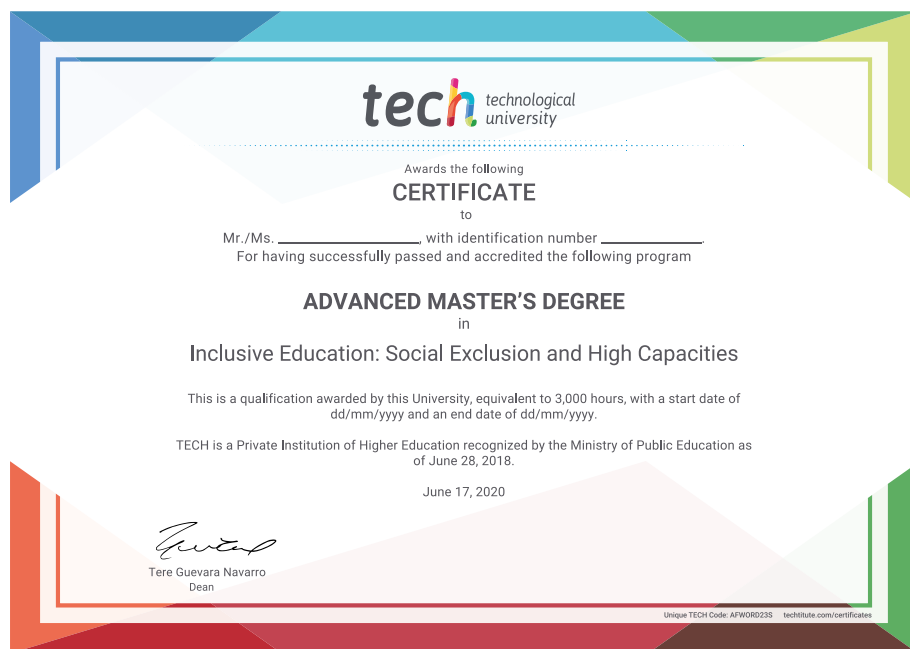 tech technological
university
Awards the following
CERTIFICATE
to
Mr./Ms. ____________________, with identification number ______________.
For having successfully passed and accredited the following program
ADVANCED MASTER'S DEGREE
in
Inclusive Education: Social Exclusion and High Capacities
This is a qualification awarded by this University, equivalent to 3,000 hours, with a start date of
dd/mm/yyyy and an end date of dd/mm/yyyy.
TECH is a Private Institution of Higher Education recognized by the Ministry of Public Education as
of June 28, 2018.
June 17, 2020
Tere Guevara Navarro
Dean
Unique TECH Code: AFWORD23S techtitute.com/certificates